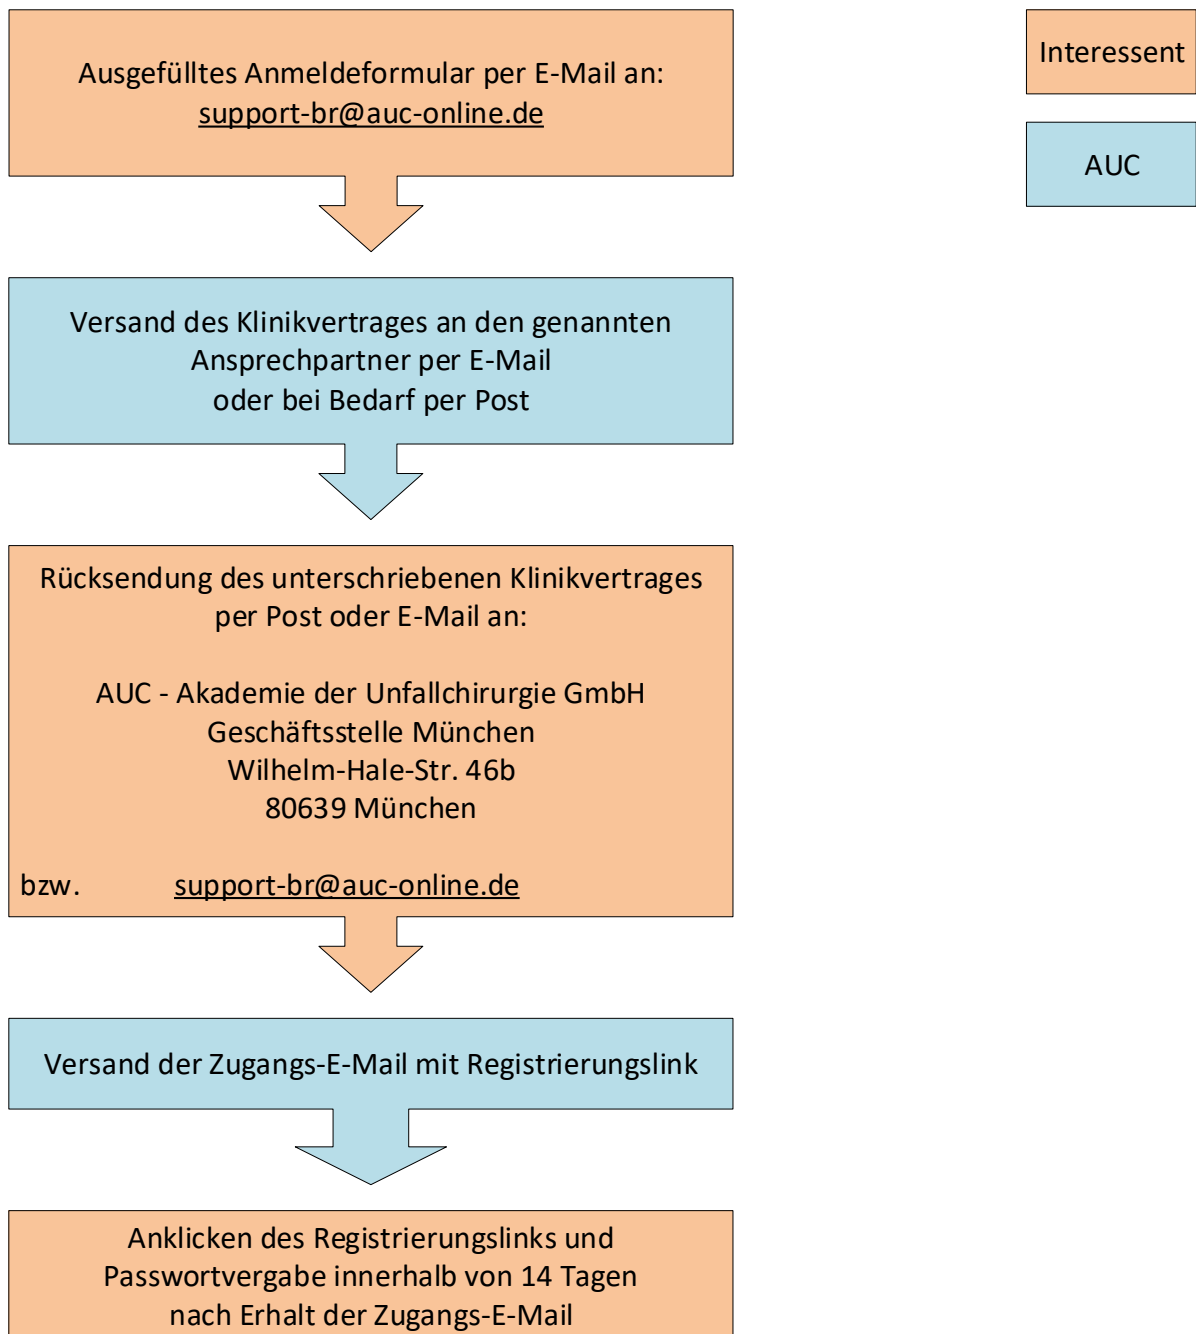 Ausgefülltes Anmeldeformular per E-Mail an:
support-br@auc-online.de
Interessent
AUC
Versand des Klinikvertrages an den genannten
Ansprechpartner per E-Mail
oder bei Bedarf per Post
Rücksendung des unterschriebenen Klinikvertrages
per Post oder E-Mail an:
AUC - Akademie der Unfallchirurgie GmbH
Geschäftsstelle München
Wilhelm-Hale-Str. 46b
80639 München
bzw. support-br@auc-online.de
Versand der Zugangs-E-Mail mit Registrierungslink
Anklicken des Registrierungslinks und
Passwortvergabe innerhalb von 14 Tagen
nach Erhalt der Zugangs-E-Mail